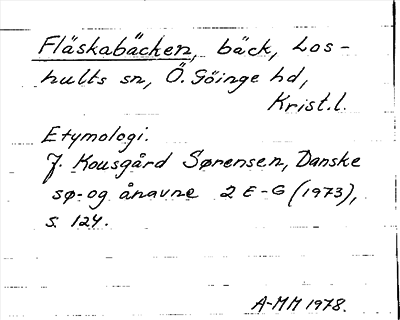 Fläskabäcken, bäck, Los-
hults sn, Ö. Göinge hd,
Krist.l.
Etymologi.
J. Kousgård Sørensen, Danske
sø- og ånavne 2 E-G (1973),
s. 124.
A-MM 1978.